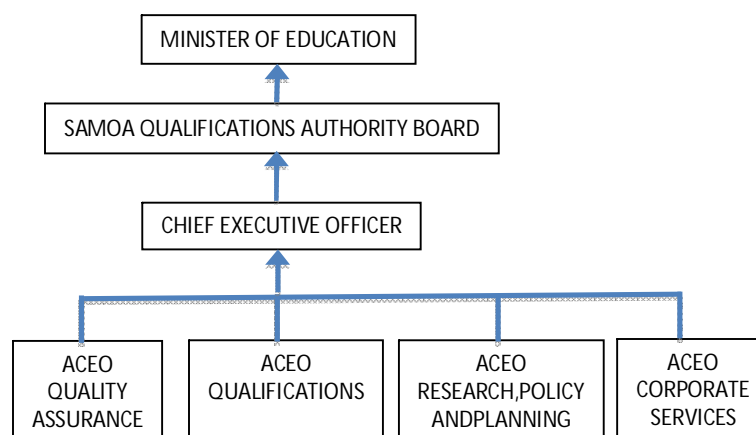 MINISTER OF EDUCATION
SAMOA QUALIFICATIONS AUTHORITY BOARD
CHIEF EXECUTIVE OFFICER
ACEO
QUALITY
ASSURANCE
ACEO
QUALIFICATIONS
ACEO
RESEARCH,POLICY
ANDPLANNING
ACEO
CORPORATE
SERVICES